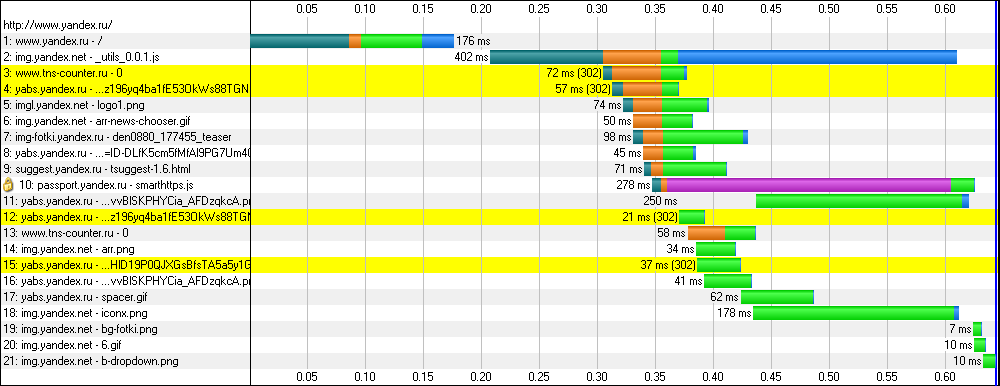 0.05 0.10 0.15 0.20 0.25 0.30 0.35 0.40 0.45 0.50 0.55 0.60
http://www.yandex.ru/
1: www.yandex.ru - / 176 ms
2: img.yandex.net - _utils_0.0.1.js 402 ms
3: www.tns-counter.ru - 0 72 ms (302)
4: yabs.yandex.ru - ...z196yq4ba1fE53OkWs88TGN 57 ms (302)
5: imgl.yandex.net - logo1.png 74 ms
6: img.yandex.net - arr-news-chooser.gif 50 ms
7: img-fotki.yandex.ru - den0880_177455_teaser 98 ms
8: yabs.yandex.ru - ...=ID-DLfK5cm5fMfAl9PG7Um40 45 ms
9: suggest.yandex.ru - tsuggest-1.6.html 71 ms
10: passport.yandex.ru - smarthttps.js 278 ms
11: yabs.yandex.ru - ...vvBlSKPHYCia_AFDzqkcA.pr 250 ms
12: yabs.yandex.ru - ...z196yq4ba1fE53OkWs88TGN 21 ms (302)
13: www.tns-counter.ru - 0 58 ms
14: img.yandex.net - arr.png 34 ms
15: yabs.yandex.ru - ...HlD19P0QJXGsBfsTA5a5y1G 37 ms (302)
16: yabs.yandex.ru - ...vvBlSKPHYCia_AFDzqkcA.pr 41 ms
17: yabs.yandex.ru - spacer.gif 62 ms
18: img.yandex.net - iconx.png 178 ms
19: img.yandex.net - bg-fotki.png 7 ms
20: img.yandex.net - 6.gif 10 ms
21: img.yandex.net - b-dropdown.png 10 ms
0.05 0.10 0.15 0.20 0.25 0.30 0.35 0.40 0.45 0.50 0.55 0.60